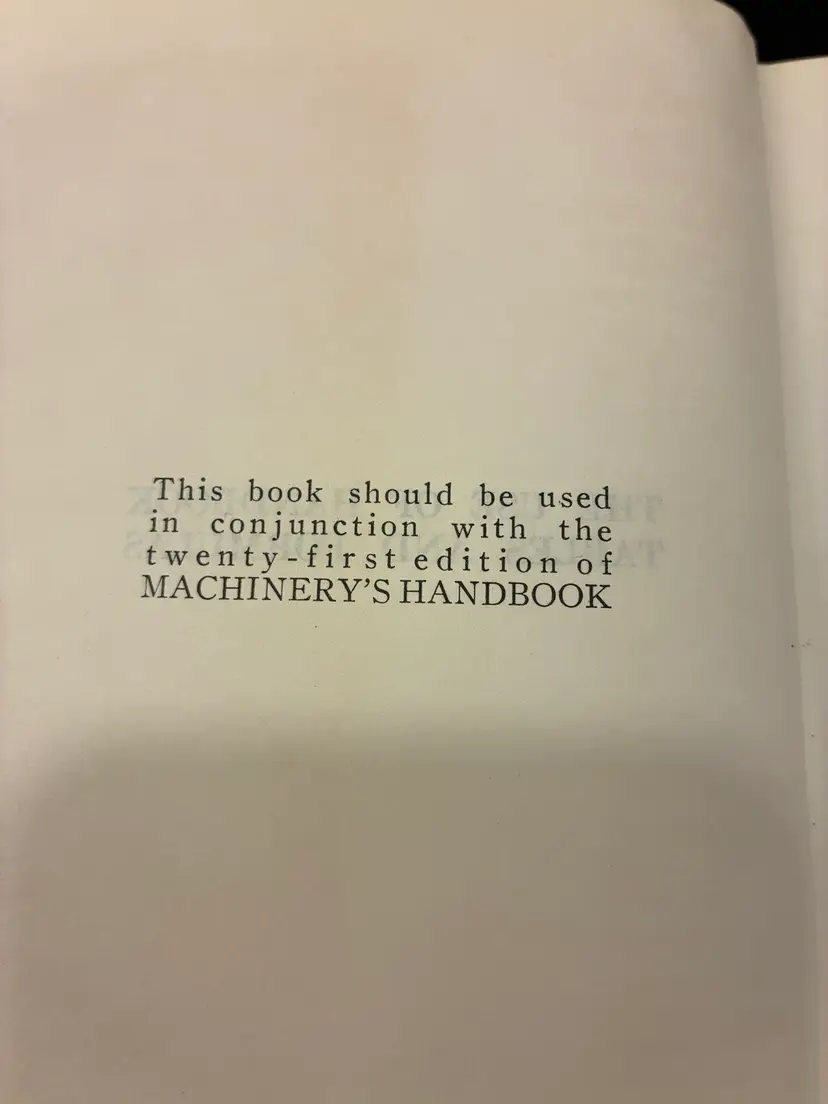 This book should be used
in conjunction with the
twenty-first edition of
MACHINERY'S HANDBOOK